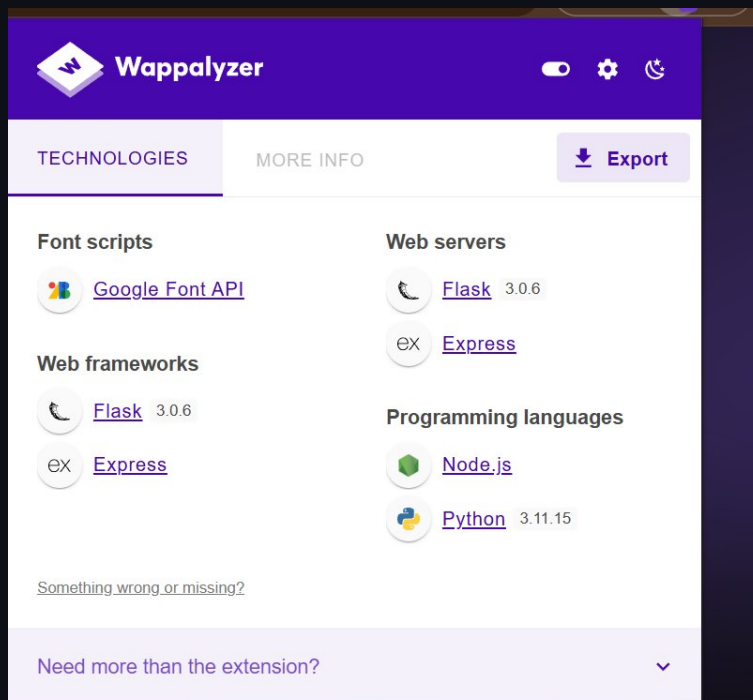 Wappalyzer
TECHNOLOGIES
MORE INFO
Export
Font scripts
Google Font API
Web frameworks
Flask 3.0.6
ex Express
Something wrong or missing?
Web servers
Flask 3.0.6
ex Express
Programming languages
Node.js
Python 3.11.15
Need more than the extension?